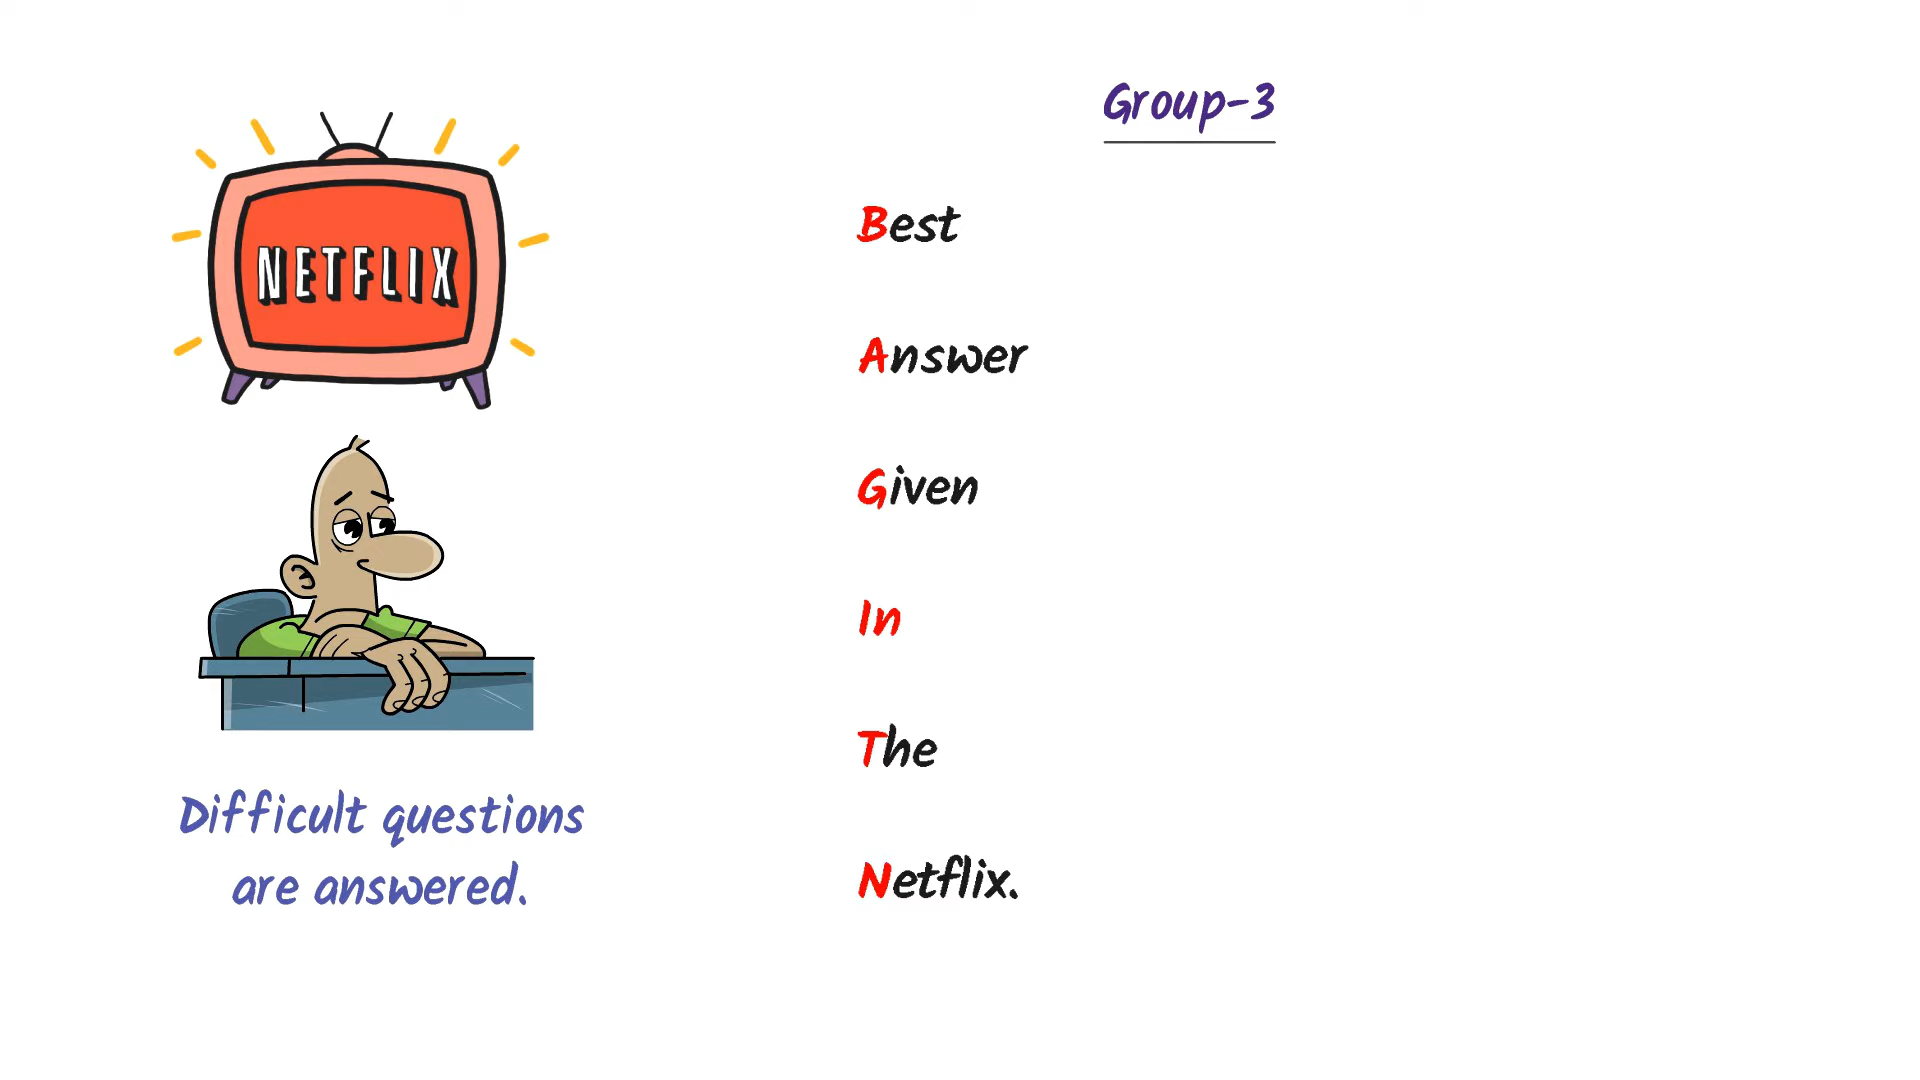 NETFLIX
Difficult questions
are answered.
Group-3
Best
Answer
Given
In
The
Netflix.